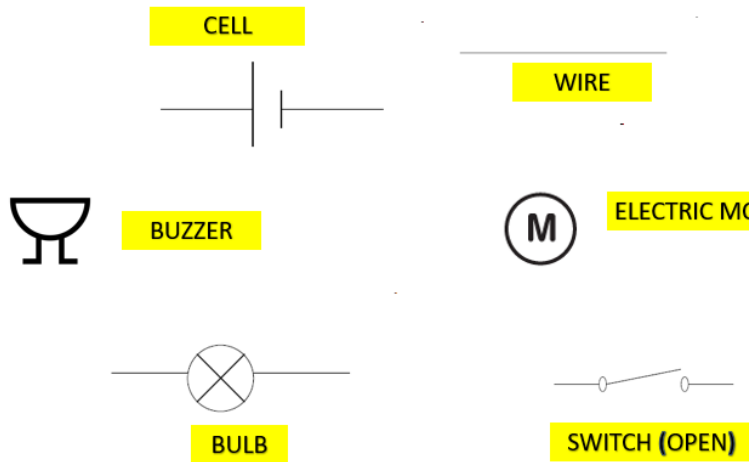 CELL
WIRE
BUZZER
M
ELECTRIC MO
BULB
SWITCH (OPEN)